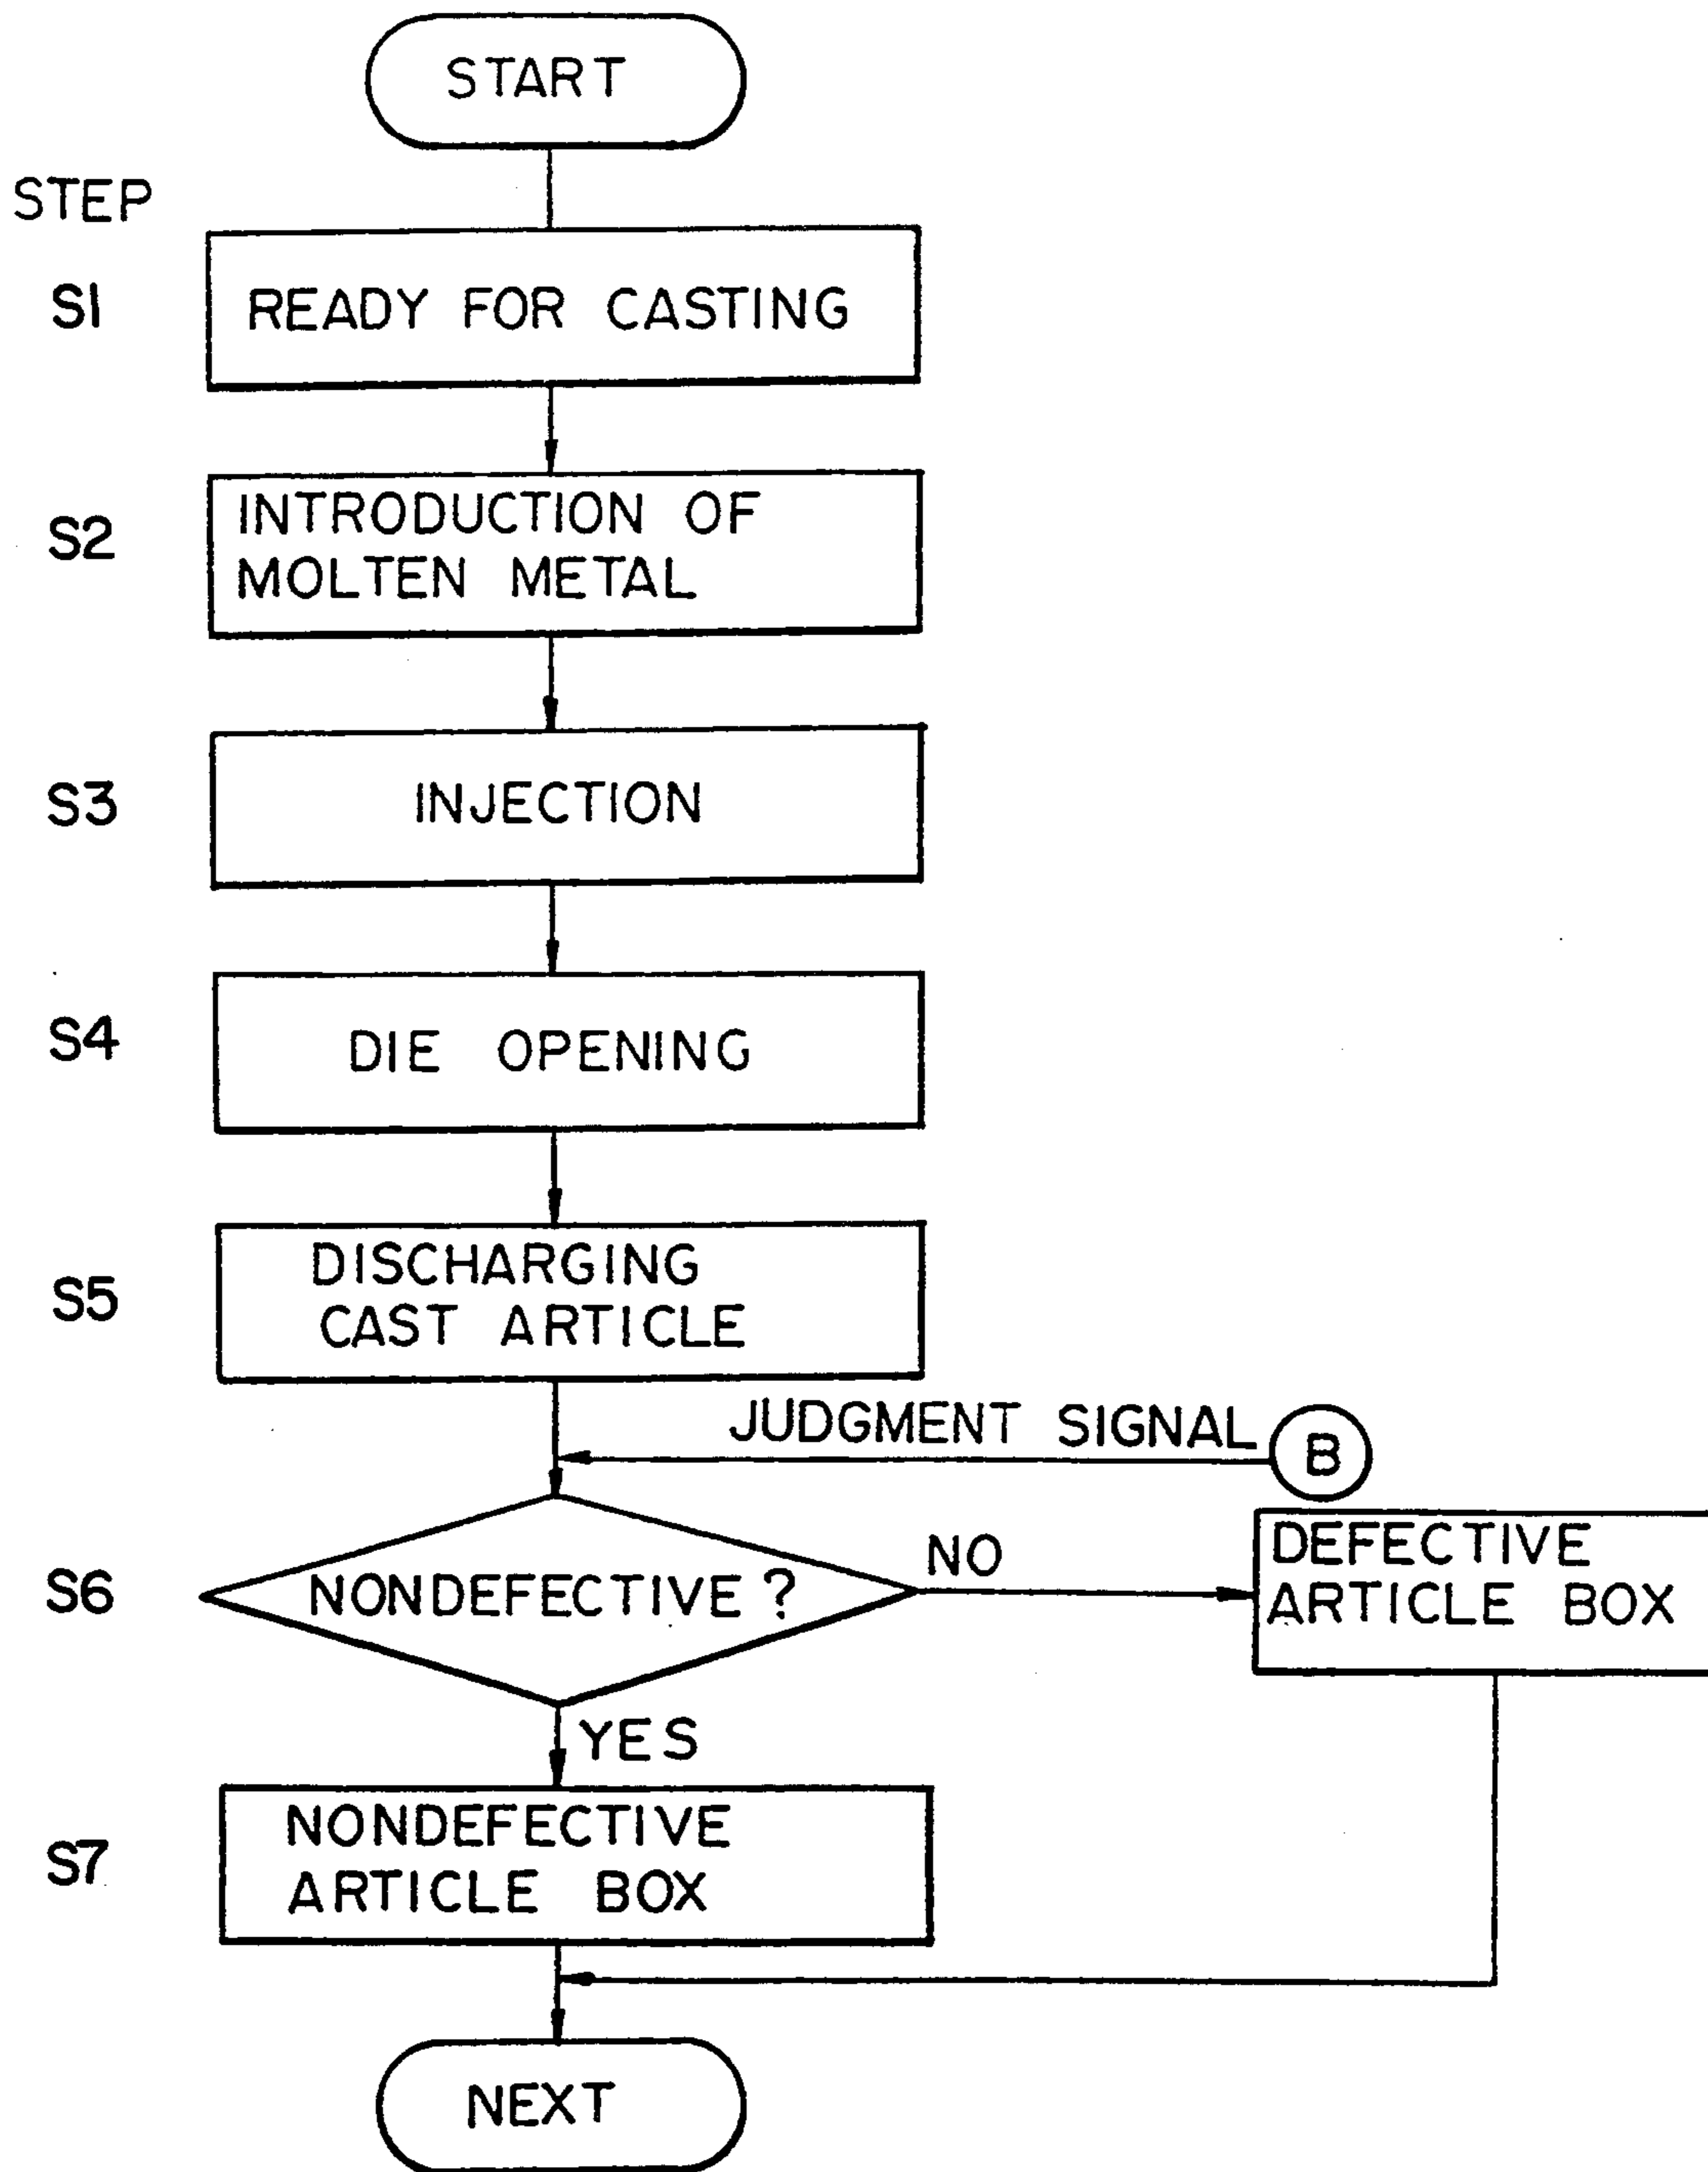 START
STEP
S1
READY FOR CASTING
S2
INTRODUCTION OF
MOLTEN METAL
S3
INJECTION
S4
DIE OPENING
S5
DISCHARGING
CAST ARTICLE
JUDGMENT SIGNAL
B
S6
NONDEFECTIVE ?
NO
DEFECTIVE
ARTICLE BOX
YES
S7
NONDEFECTIVE
ARTICLE BOX
NEXT